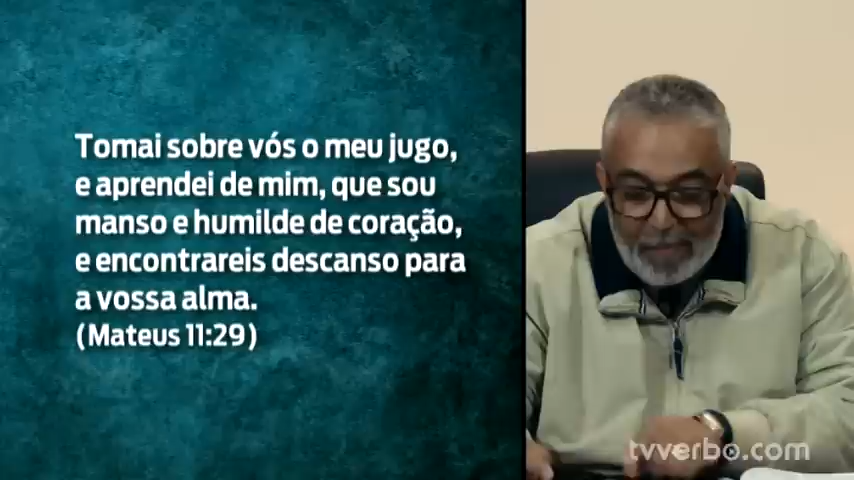 Tomai sobre vós o meu jugo,
e aprendei de mim, que sou
manso e humilde de coração,
e encontrareis descanso para
a vossa alma.
(Mateus 11:29)
tvverbo.com